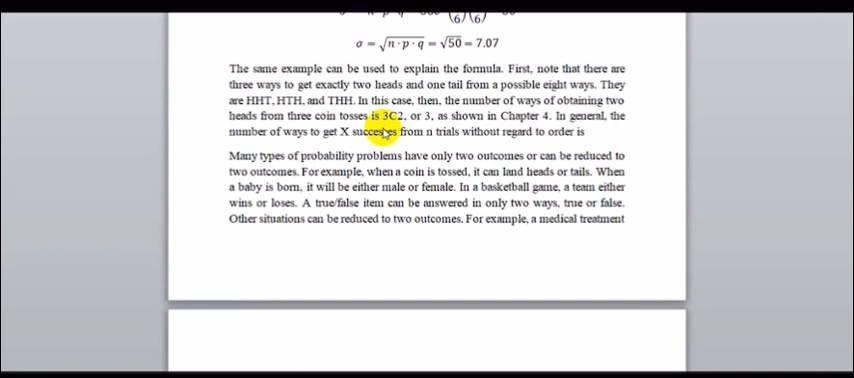 σ = √n · p · q = √50 = 7.07
The same example can be used to explain the formula. First, note that there are
three ways to get exactly two heads and one tail from a possible eight ways. They
are HHT, HTH, and THH. In this case, then, the number of ways of obtaining two
heads from three coin tosses is 3C2, or 3, as shown in Chapter 4. In general, the
number of ways to get X successes from n trials without regard to order is
Many types of probability problems have only two outcomes or can be reduced to
two outcomes. For example, when a coin is tossed, it can land heads or tails. When
a baby is born, it will be either male or female. In a basketball game, a team either
wins or loses. A true/false item can be answered in only two ways, true or false.
Other situations can be reduced to two outcomes. For example, a medical treatment